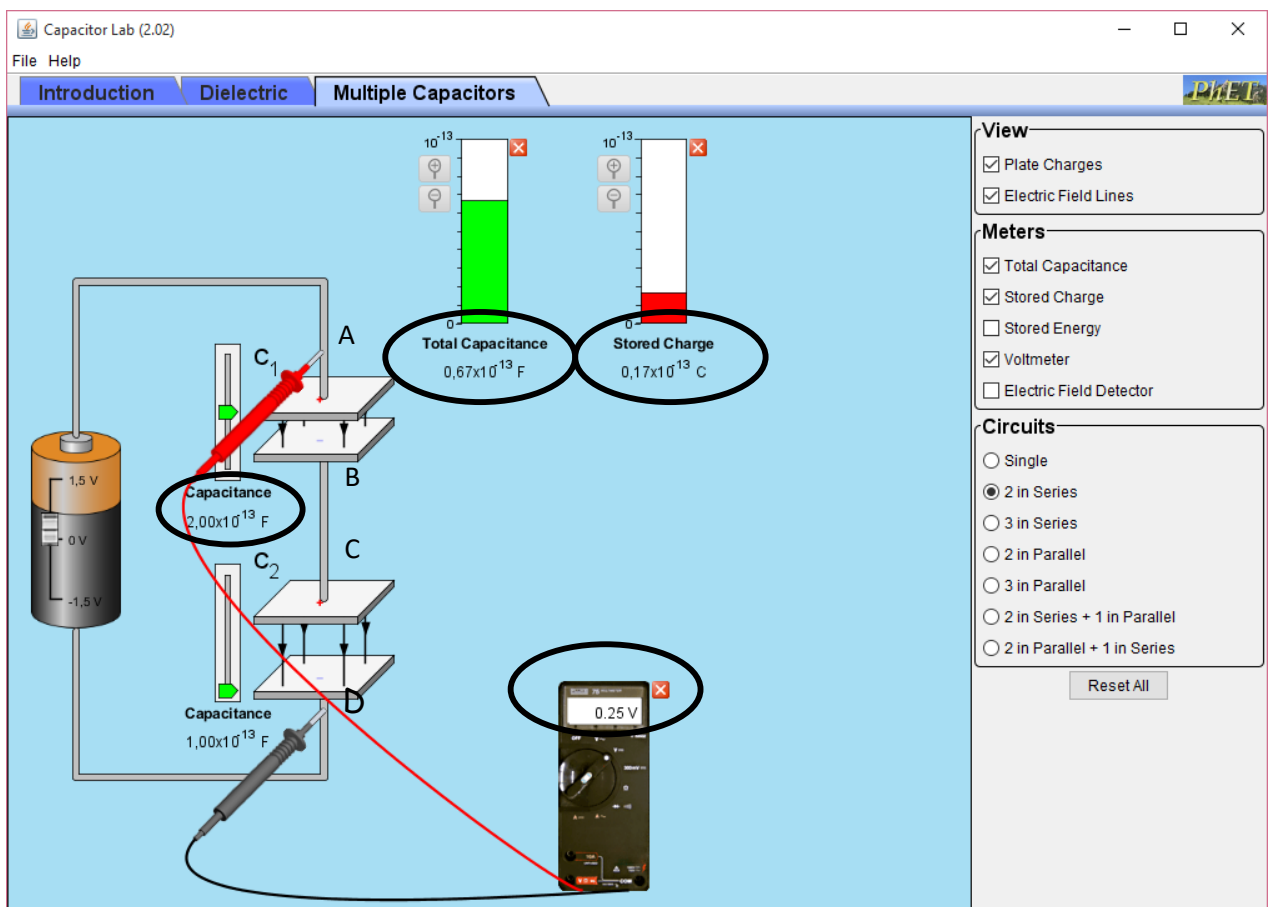 Capacitor Lab (2.02)
File Help
Introduction Dielectric Multiple Capacitors
PhET
10-13
10-13
0
0
Total Capacitance
0,67x10-13 F
Stored Charge
0,17x10-13 C
A
C1
B
Capacitance
2,00x10-13 F
C
C2
D
Capacitance
1,00x10-13 F
1,5 V
0 V
-1,5 V
0.25 V
OFF
COM
View
Plate Charges
Electric Field Lines
Meters
Total Capacitance
Stored Charge
Stored Energy
Voltmeter
Electric Field Detector
Circuits
Single
2 in Series
3 in Series
2 in Parallel
3 in Parallel
2 in Series + 1 in Parallel
2 in Parallel + 1 in Series
Reset All